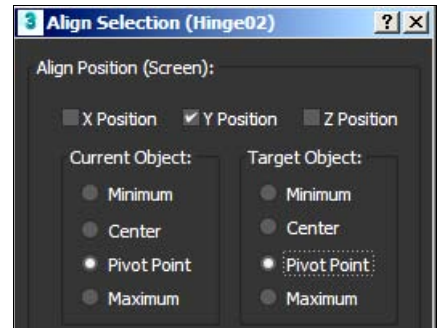 3 Align Selection (Hinge02) ? X
Align Position (Screen):
X Position Y Position Z Position
Current Object: Target Object:
Minimum Minimum
Center Center
Pivot Point Pivot Point
Maximum Maximum